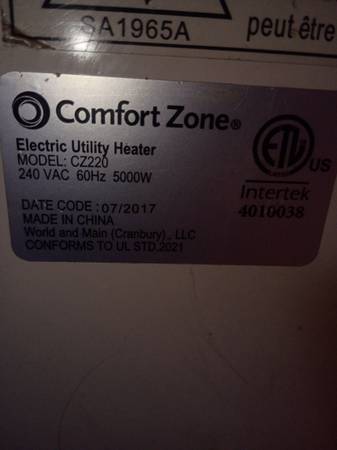 SA1965A
peut être
Comfort Zone®
Electric Utility Heater
MODEL: CZ220
240 VAC 60Hz 5000W
DATE CODE : 07/2017
MADE IN CHINA
World and Main (Cranbury)., LLC
CONFORMS TO UL STD,2021
ETL
US
Intertek
4010038